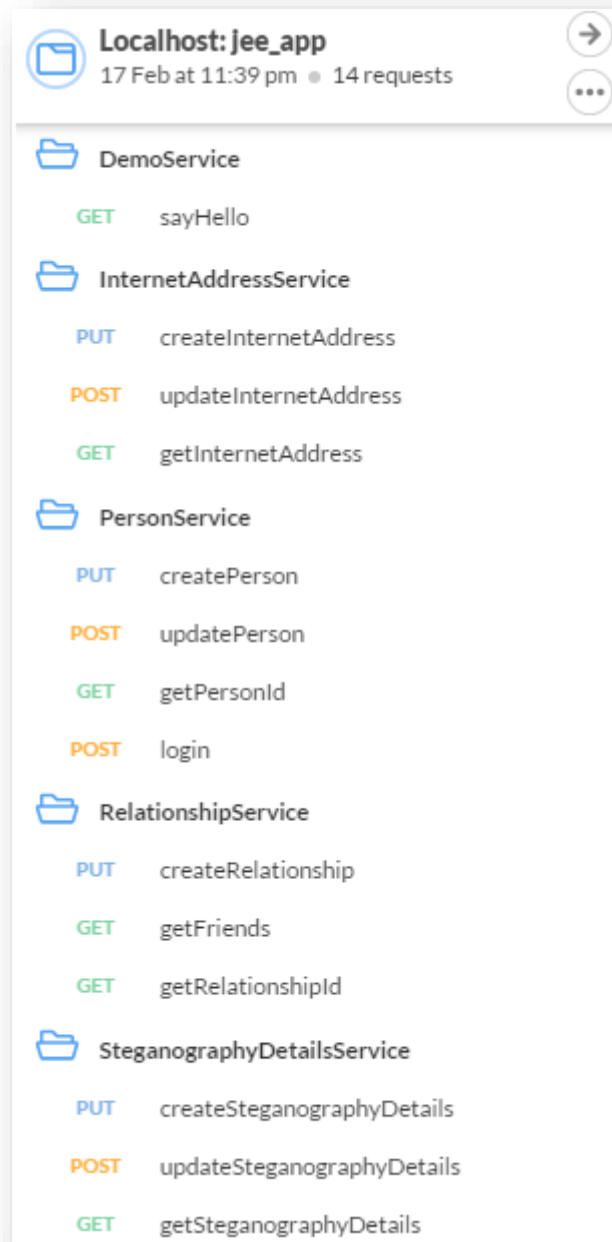 Localhost: jee_app
17 Feb at 11:39 pm ● 14 requests
DemoService
GET sayHello
InternetAddressService
PUT createInternetAddress
POST updateInternetAddress
GET getInternetAddress
PersonService
PUT createPerson
POST updatePerson
GET getPersonId
POST login
RelationshipService
PUT createRelationship
GET getFriends
GET getRelationshipId
SteganographyDetailsService
PUT createSteganographyDetails
POST updateSteganographyDetails
GET getSteganographyDetails